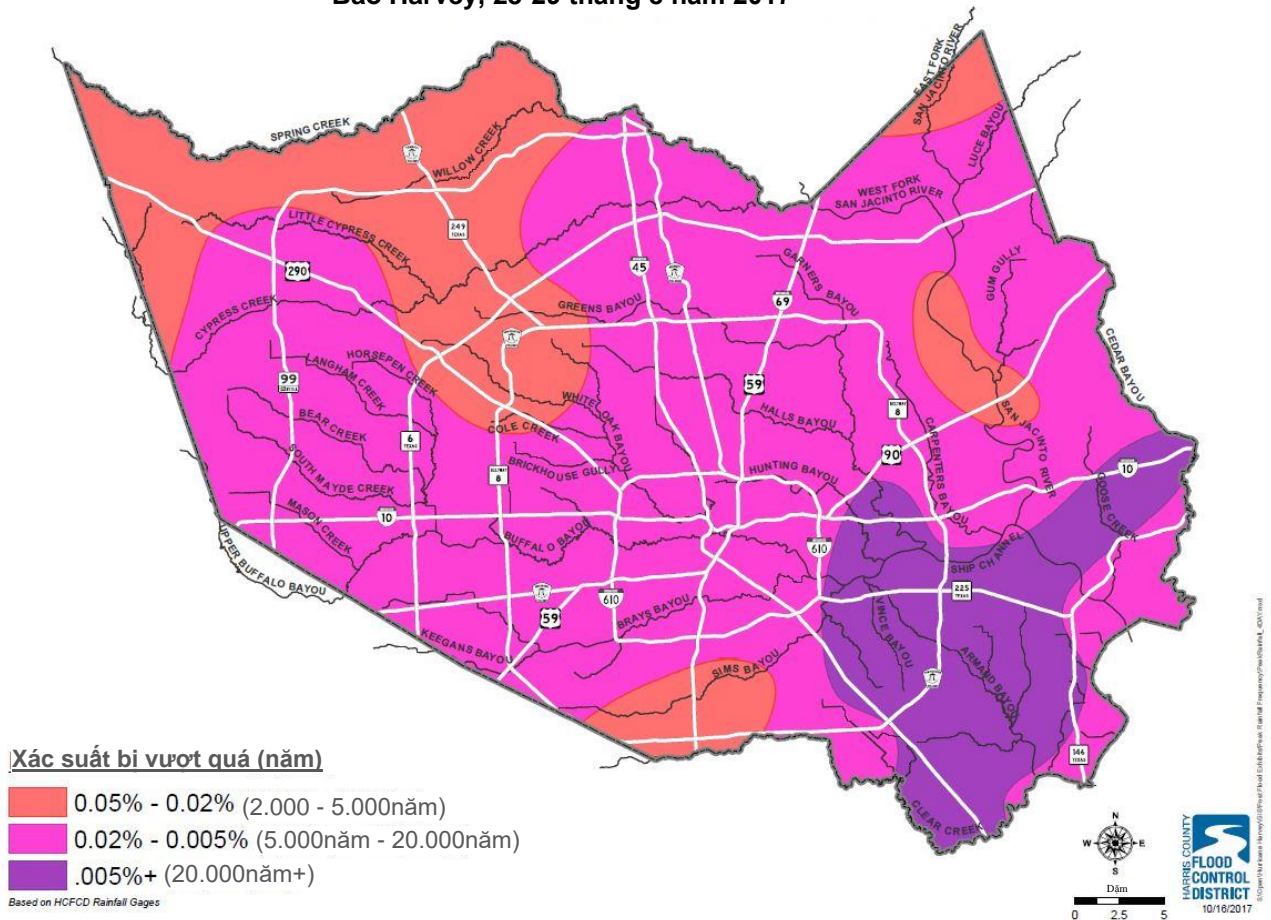 Bão Harvey, 25-29 tháng 8 năm 2017
EAST FORK
SAN JACINTO RIVER
SPRING CREEK
LUCE BAYOU
WILLOW CREEK
WEST FORK
SAN JACINTO RIVER
LITTLE CYPRESS CREEK
249
TEXAS
GARNERS BAYOU
GUM GULLY
290
45
69
CYPRESS CREEK
GREENS BAYOU
CEDAR BAYOU
HORSEPEN CREEK
LANGHAM CREEK
99
59
WHITE OAK BAYOU
HALLS BAYOU
BELTWAY
8
SAN JACINTO RIVER
BEAR CREEK
COLE CREEK
CARPENTERS BAYOU
6
TEXAS
BRICKHOUSE GULLY
90
SOUTH MAYDE CREEK
BELTWAY
8
HUNTING BAYOU
10
GOOSE CREEK
MASON CREEK
10
BUFFALO BAYOU
610
SHIP CHANNEL
UPPER BUFFALO BAYOU
225
TEXAS
59
610
BRAYS BAYOU
VINCE BAYOU
KEEGANS BAYOU
ARMAND BAYOU
SIMS BAYOU
146
TEXAS
CLEAR CREEK
Xác suất bị vượt quá (năm)
0.05% - 0.02% (2.000 - 5.000năm)
0.02% - 0.005% (5.000năm - 20.000năm)
.005%+ (20.000năm+)
Based on HCFCD Rainfall Gages
N
W E
S
Dặm
0 2.5 5
HARRIS COUNTY
FLOOD
CONTROL
DISTRICT
10/16/2017